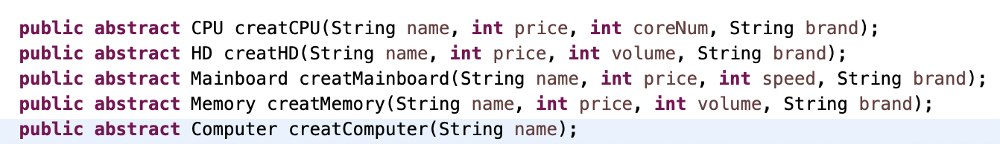 public abstract CPU creatCPU(String name, int price, int coreNum, String brand);
public abstract HD creatHD(String name, int price, int volume, String brand);
public abstract Mainboard creatMainboard(String name, int price, int speed, String brand);
public abstract Memory creatMemory(String name, int price, int volume, String brand);
public abstract Computer creatComputer(String name);